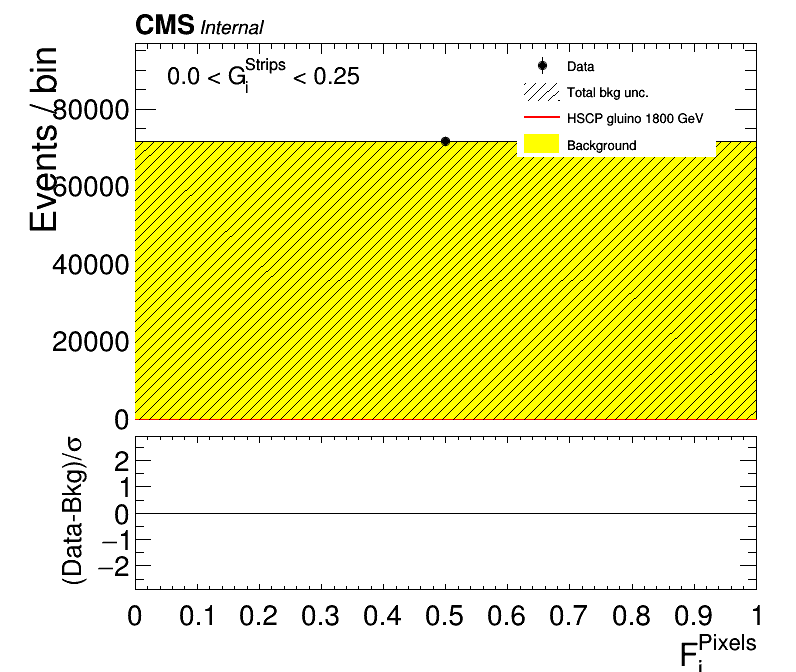 CMS Internal
Events / bin
0.0 < G_i^Strips < 0.25
Data
Total bkg unc.
HSCP gluino 1800 GeV
Background
80000
60000
40000
20000
0
(Data-Bkg)/σ
2
1
0
−1
−2
0 0.1 0.2 0.3 0.4 0.5 0.6 0.7 0.8 0.9 1
F_i^Pixels